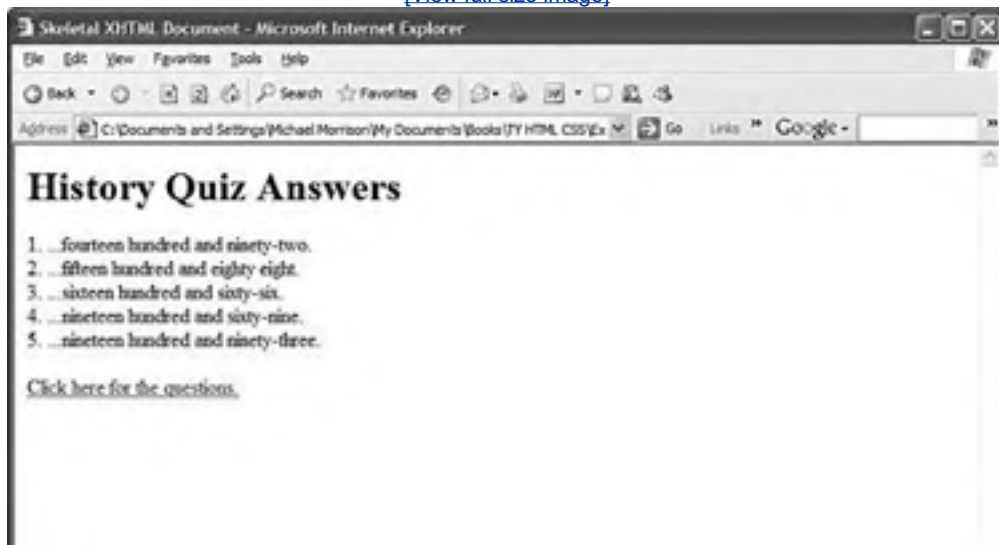 [View full size image]
Skeletal XHTML Document - Microsoft Internet Explorer
File Edit View Favorites Tools Help
Back Search Favorites
Address C:\Documents and Settings\Michael Morrison\My Documents\Books\TY HTML CSS\Ex Go Links » Google - »
History Quiz Answers
1. ...fourteen hundred and ninety-two.
2. ...fifteen hundred and eighty eight.
3. ...sixteen hundred and sixty-six.
4. ...nineteen hundred and sixty-nine.
5. ...nineteen hundred and ninety-three.
Click here for the questions.